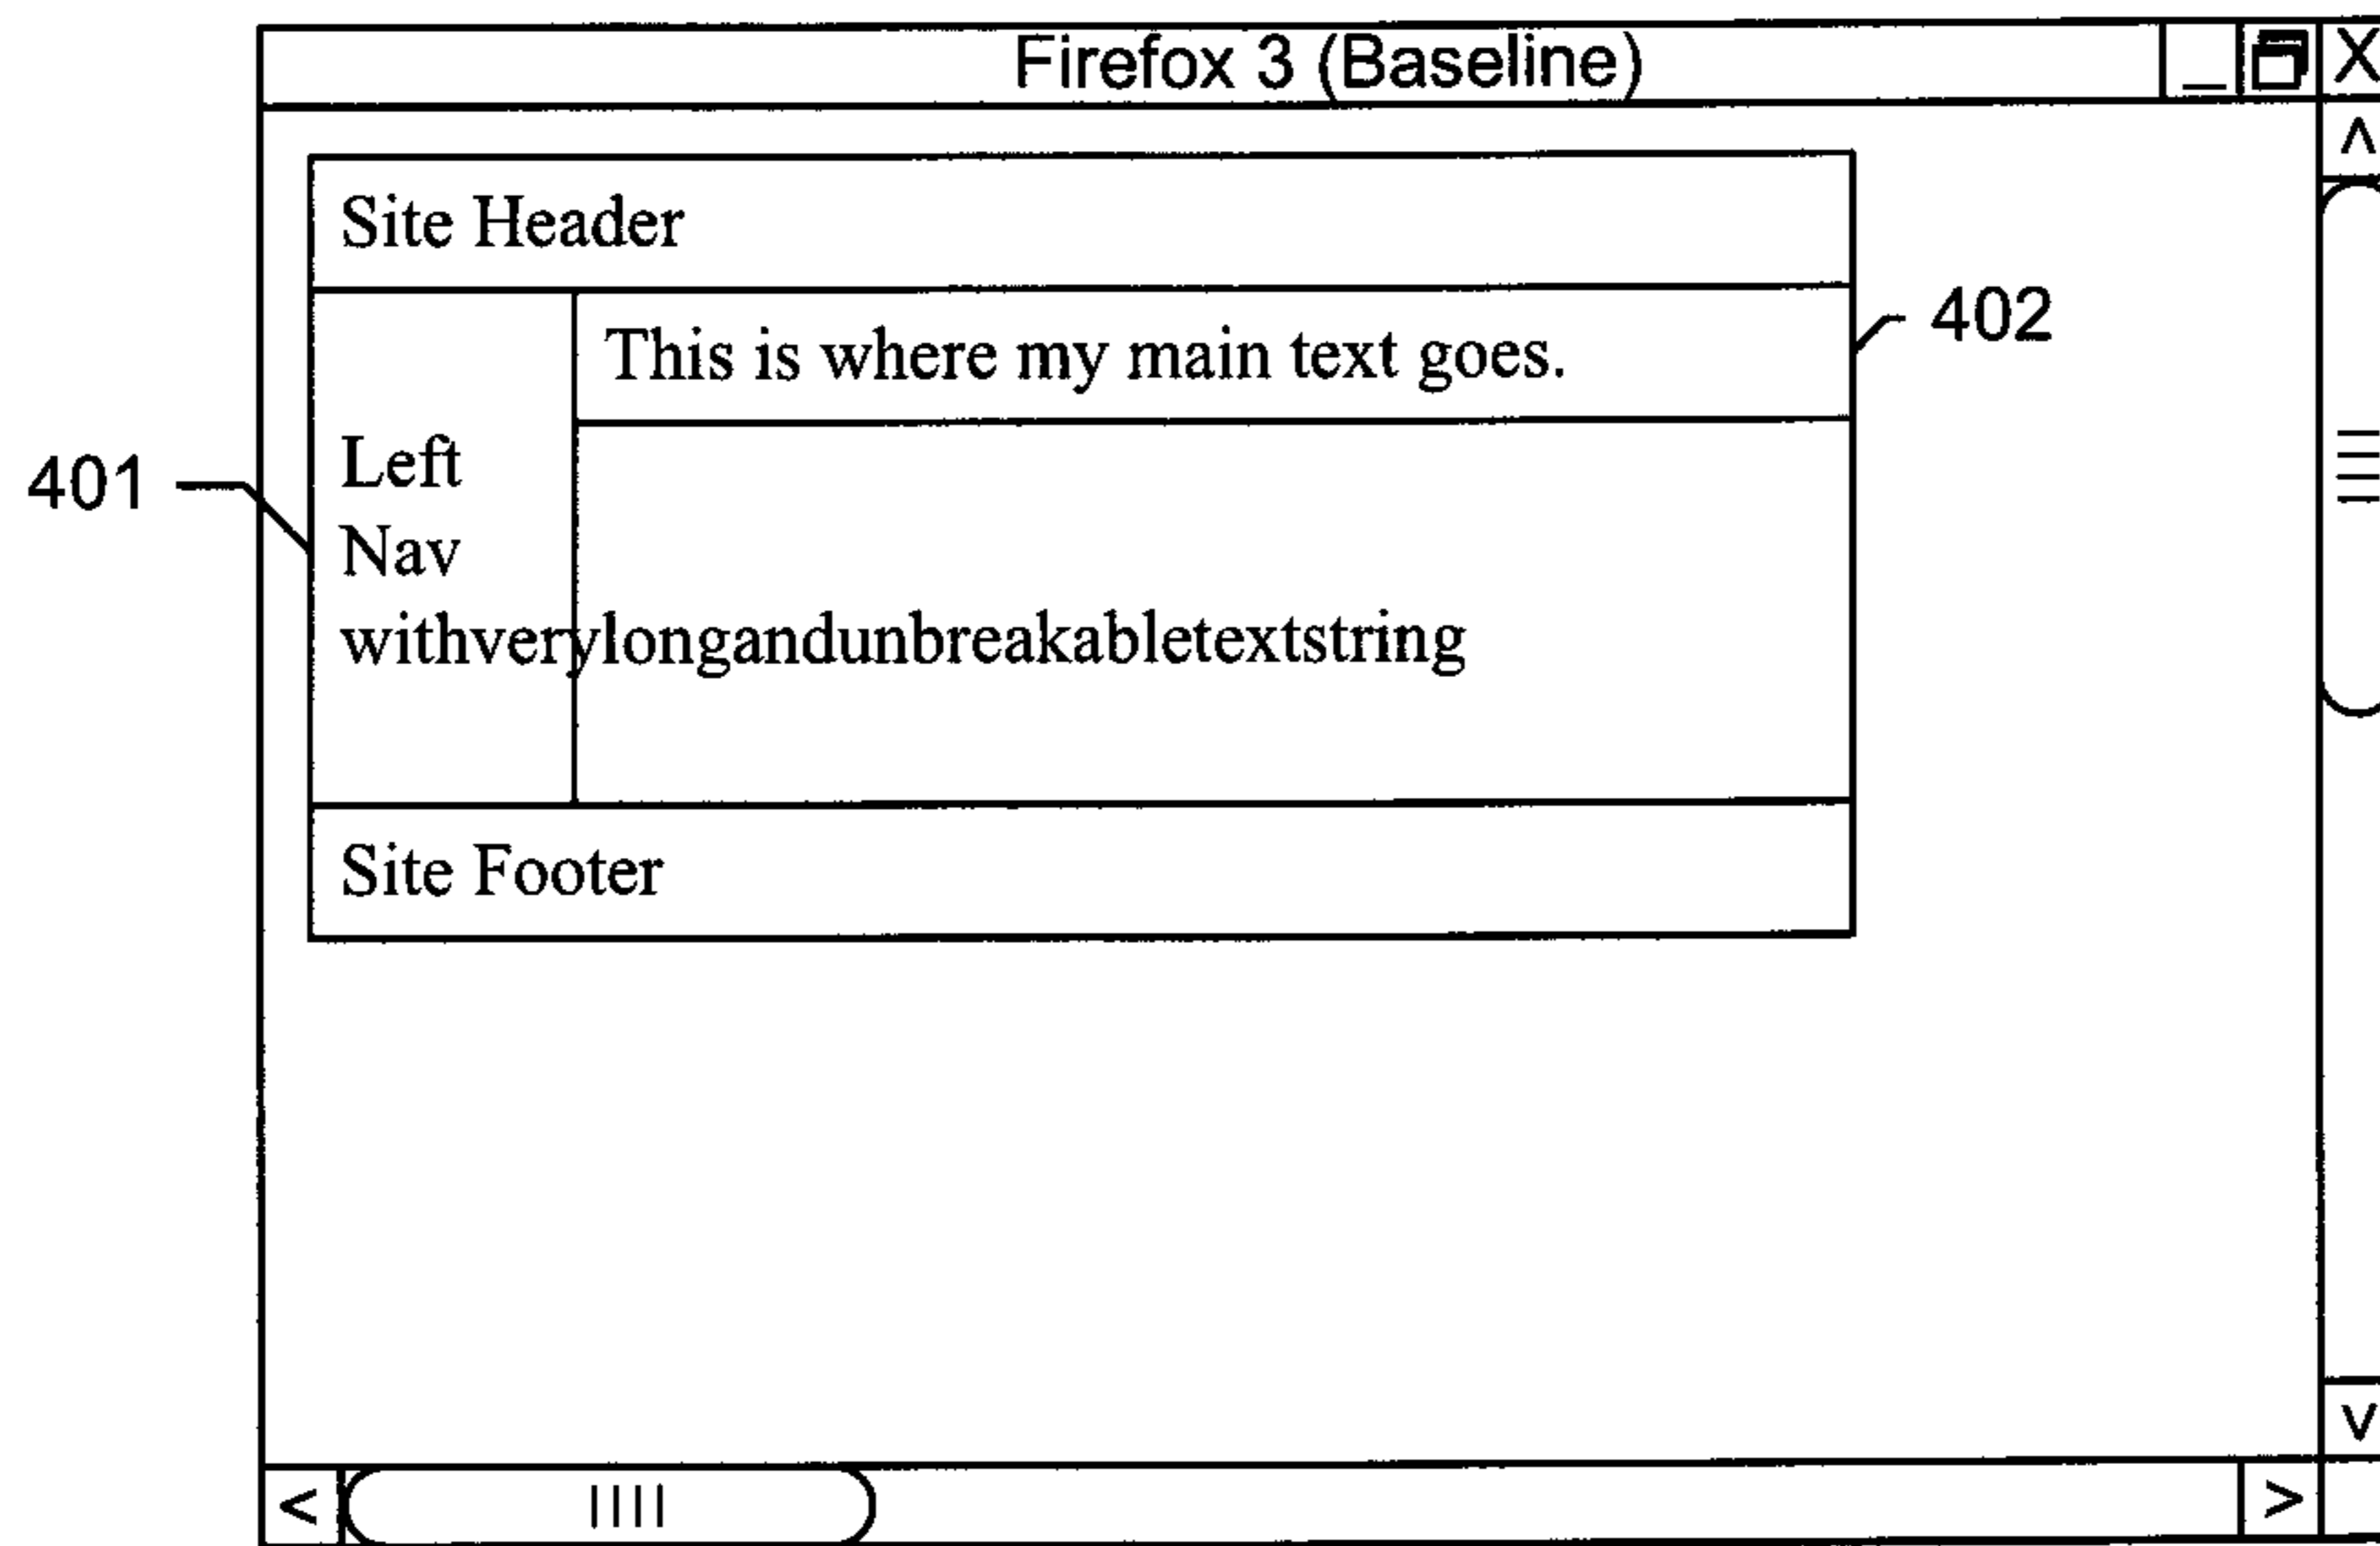 Firefox 3 (Baseline)
_ X
^
Site Header
402
This is where my main text goes.
401
Left
Nav
withverylongandunbreakabletextstring
Site Footer
v
< >